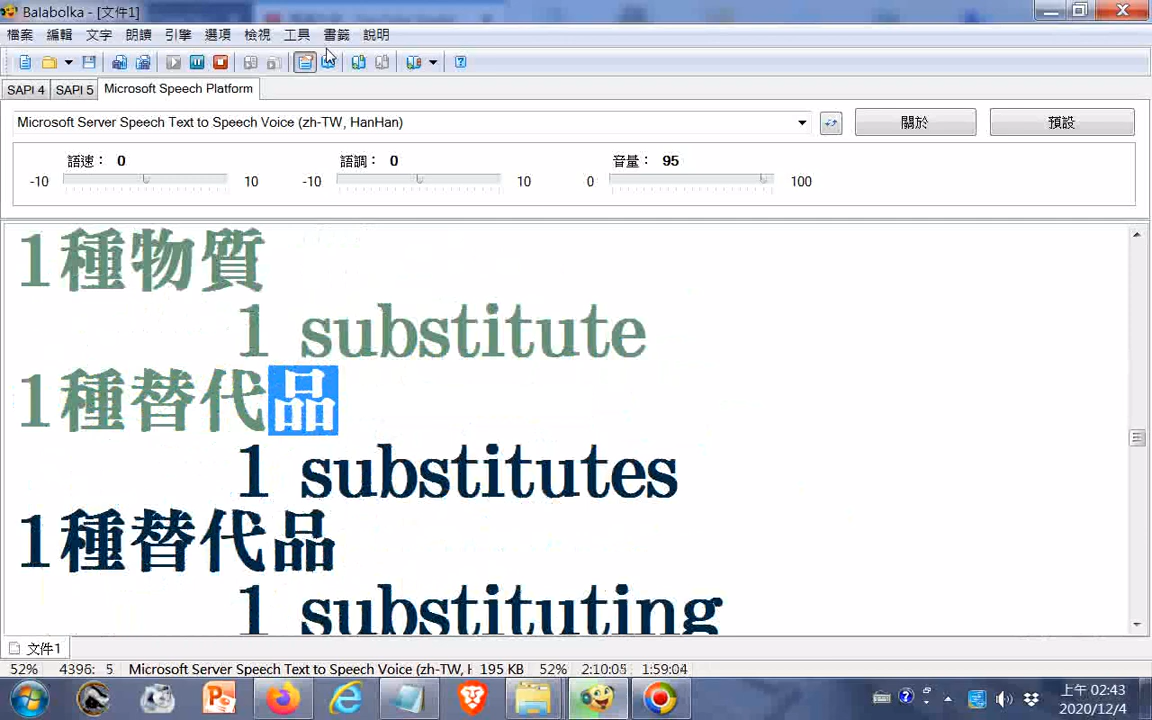 Balabolka - [文件1]
檔案 編輯 文字 朗讀 引擎 選項 檢視 工具 書籤 說明
SAPI 4 SAPI 5 Microsoft Speech Platform
Microsoft Server Speech Text to Speech Voice (zh-TW, HanHan) 關於 預設
語速： 0 語調： 0 音量： 95
-10 10 -10 10 0 100
1種物質
1 substitute
1種替代品
1 substitutes
1種替代品
1 substituting
文件1
52% 4396: 5 Microsoft Server Speech Text to Speech Voice (zh-TW, 195 KB 52% 2:10:05 1:59:04
上午 02:43
2020/12/4